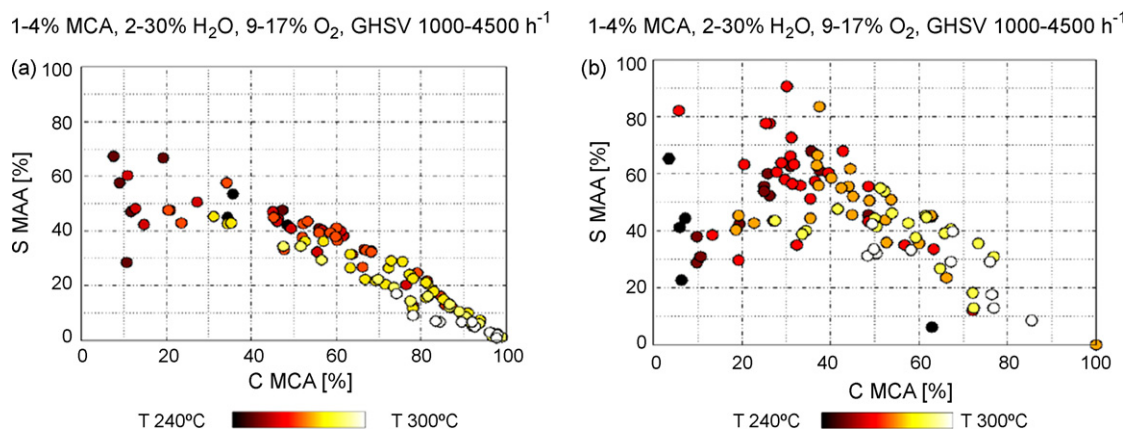 1-4% MCA, 2-30% H₂O, 9-17% O₂, GHSV 1000-4500 h⁻¹
(a)
S MAA [%]
100
80
60
40
20
0
0 20 40 60 80 100
C MCA [%]
T 240ºC T 300ºC
1-4% MCA, 2-30% H₂O, 9-17% O₂, GHSV 1000-4500 h⁻¹
(b)
S MAA [%]
100
80
60
40
20
0
0 20 40 60 80 100
C MCA [%]
T 240ºC T 300ºC